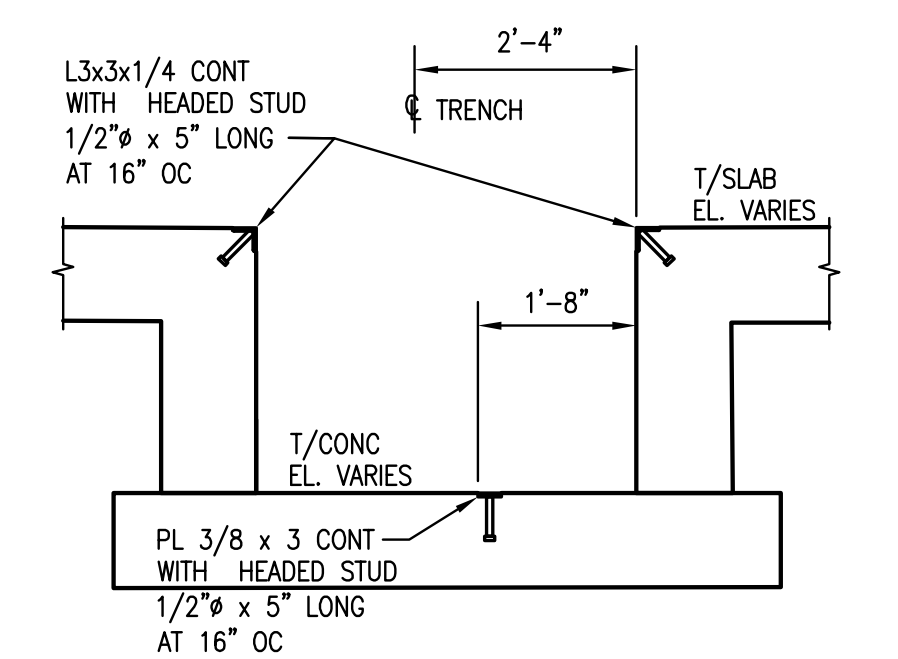 2'-4"
L3x3x1/4 CONT
WITH HEADED STUD
1/2"ø x 5" LONG
AT 16" OC
℄ TRENCH
T/SLAB
EL. VARIES
1'-8"
T/CONC
EL. VARIES
PL 3/8 x 3 CONT
WITH HEADED STUD
1/2"ø x 5" LONG
AT 16" OC